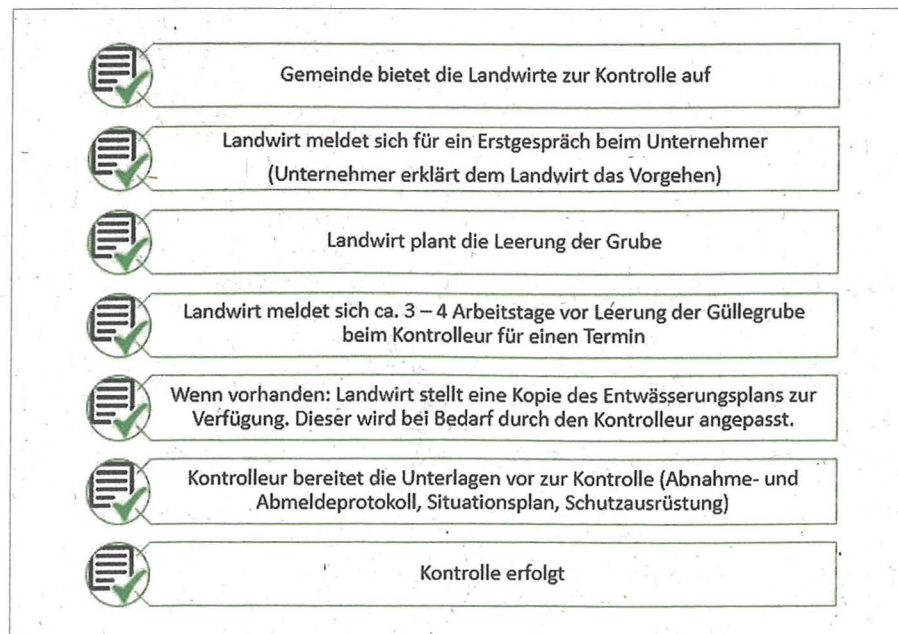 Gemeinde bietet die Landwirte zur Kontrolle auf
Landwirt meldet sich für ein Erstgespräch beim Unternehmer
(Unternehmer erklärt dem Landwirt das Vorgehen)
Landwirt plant die Leerung der Grube
Landwirt meldet sich ca. 3 – 4 Arbeitstage vor Leerung der Güllegrube
beim Kontrolleur für einen Termin
Wenn vorhanden: Landwirt stellt eine Kopie des Entwässerungsplans zur
Verfügung. Dieser wird bei Bedarf durch den Kontrolleur angepasst.
Kontrolleur bereitet die Unterlagen vor zur Kontrolle (Abnahme- und
Abmeldeprotokoll, Situationsplan, Schutzausrüstung)
Kontrolle erfolgt